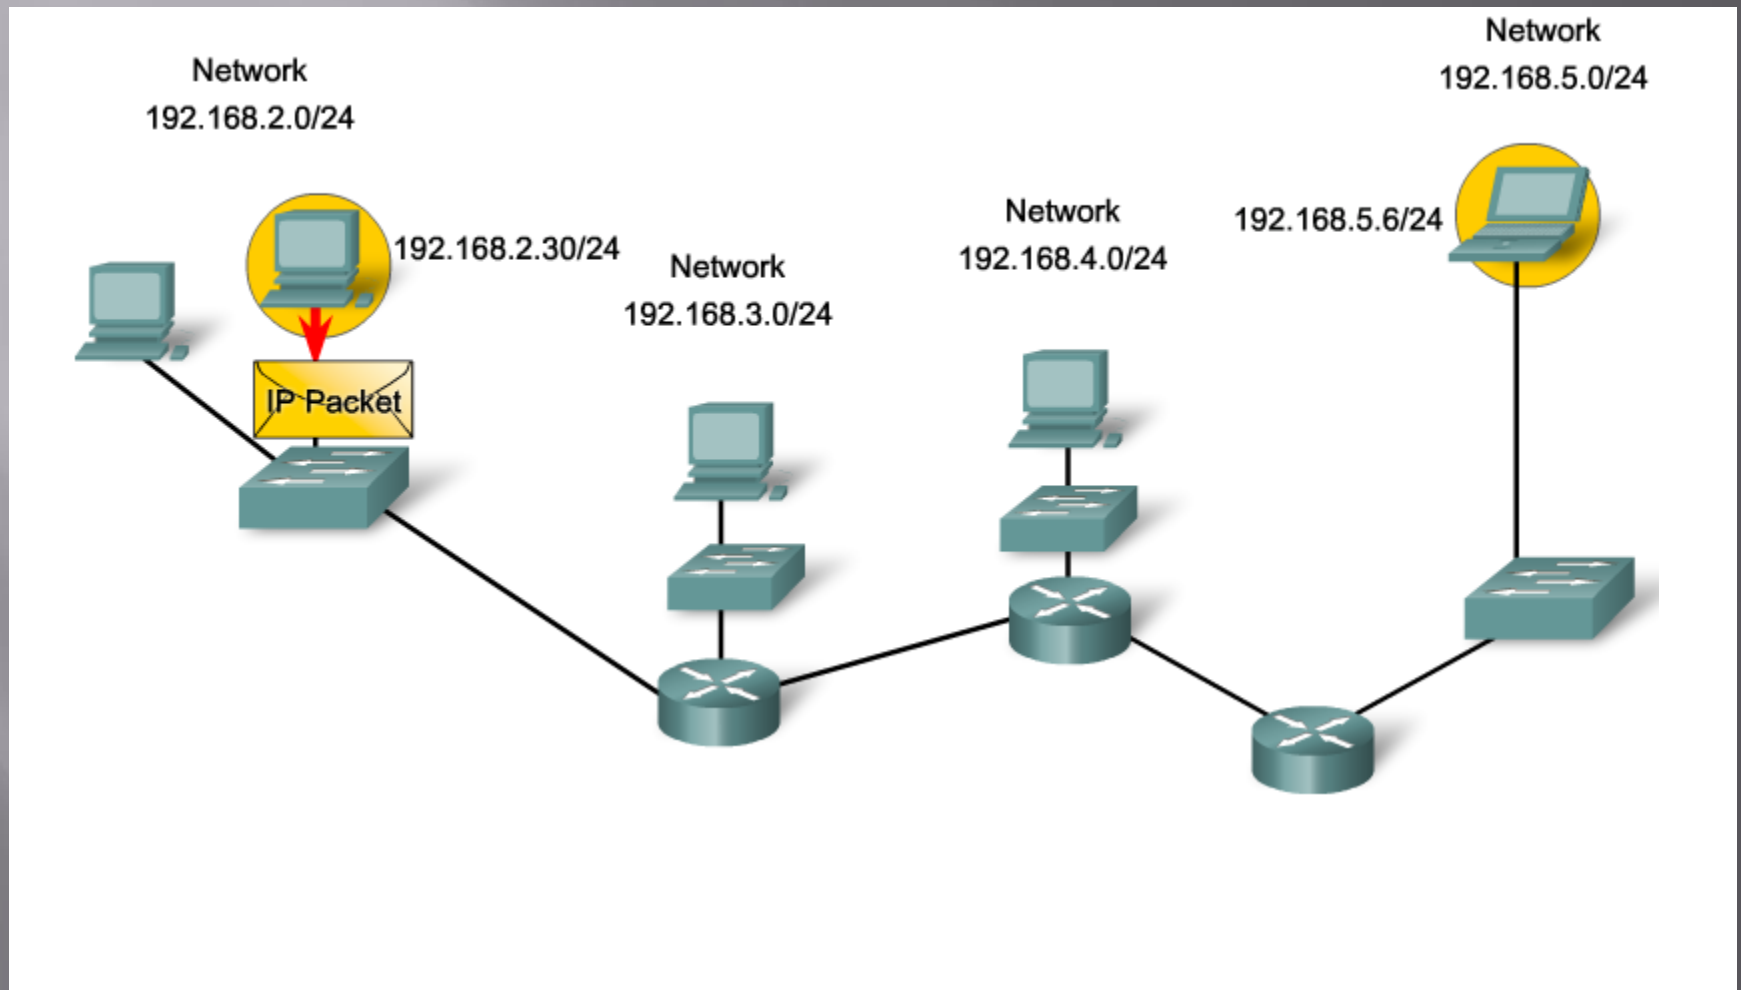 Network
192.168.2.0/24
192.168.2.30/24
IP Packet
Network
192.168.3.0/24
Network
192.168.4.0/24
Network
192.168.5.0/24
192.168.5.6/24